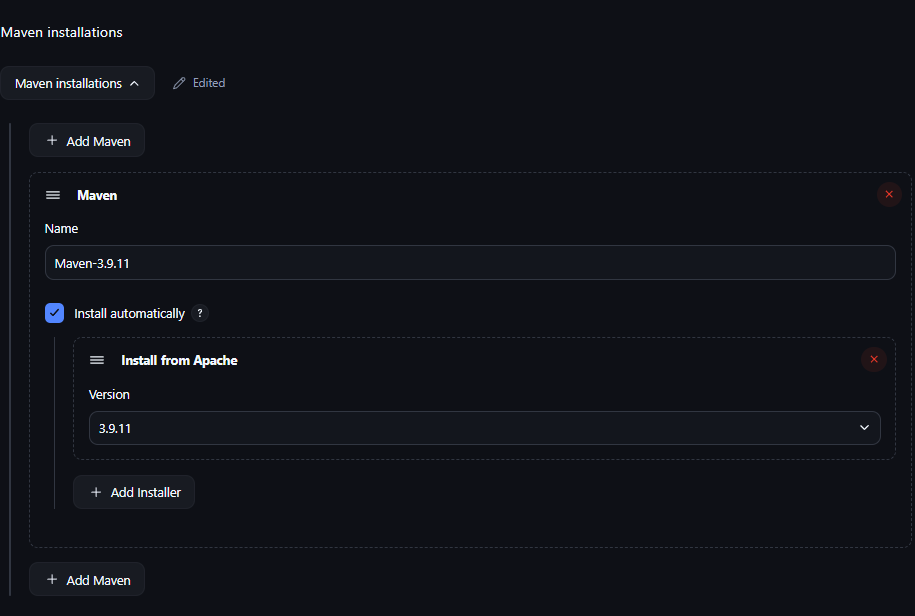 Maven installations
Maven installations
Edited
Add Maven
Maven
Name
Maven-3.9.11
Install automatically ?
Install from Apache
Version
3.9.11
Add Installer
Add Maven